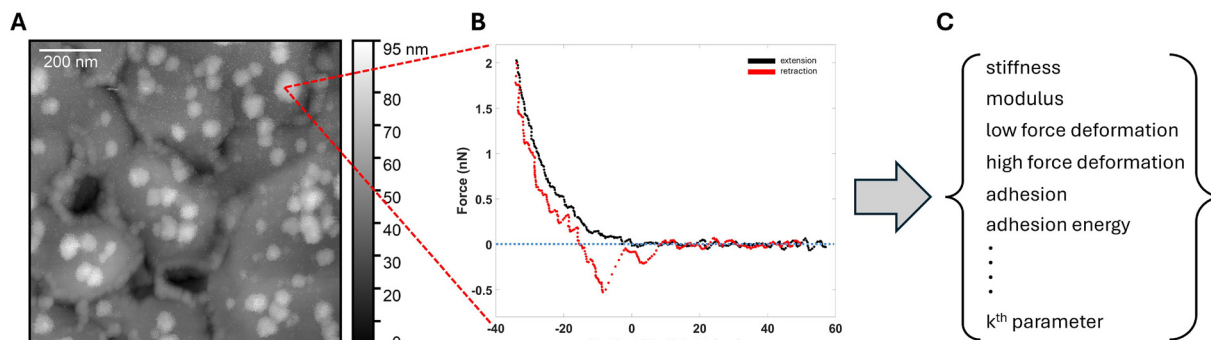 A
200 nm
95 nm
80
70
60
50
40
30
20
10
B
Force (nN)
2
1.5
1
0.5
0
-0.5
-40
-20
0
20
40
60
extension
retraction
C
stiffness
modulus
low force deformation
high force deformation
adhesion
adhesion energy
kth parameter